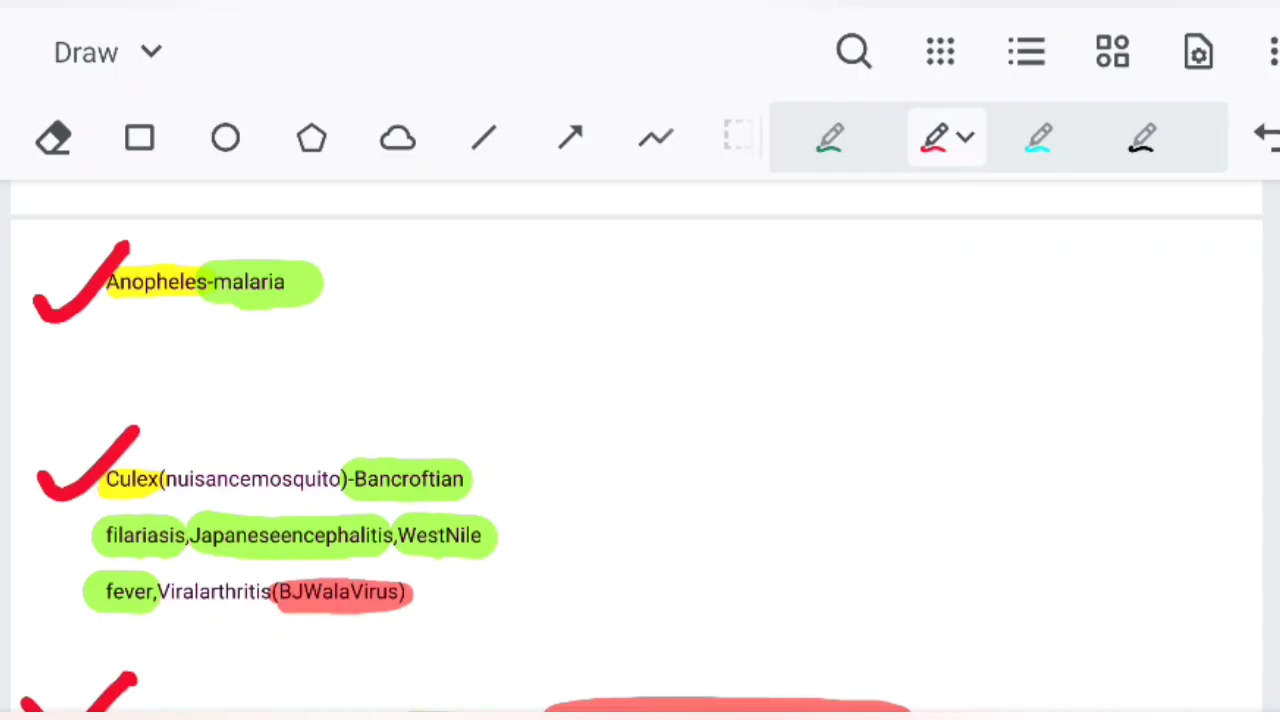 Draw
Anopheles-malaria
Culex(nuisancemosquito)-Bancroftian
filariasis,Japaneseencephalitis,WestNile
fever,Viralarthritis(BJWalaVirus)